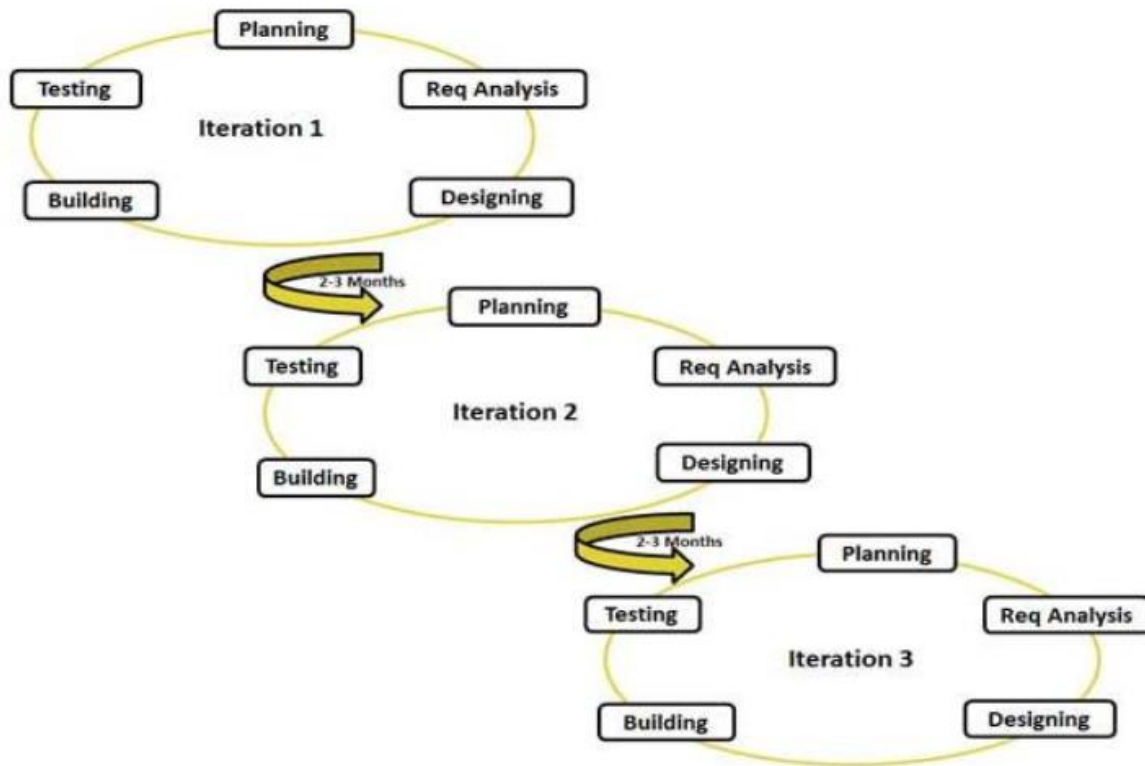 Planning
Testing
Req Analysis
Iteration 1
Building
Designing
2-3 Months
Planning
Testing
Req Analysis
Iteration 2
Building
Designing
2-3 Months
Planning
Testing
Req Analysis
Iteration 3
Building
Designing